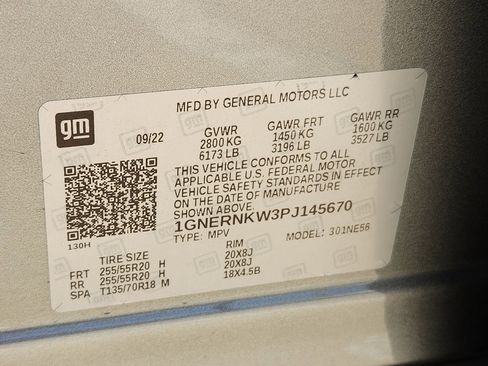 MFD BY GENERAL MOTORS LLC
gm
09/22
GVWR GAWR FRT GAWR RR
2800 KG 1450 KG 1600 KG
6173 LB 3196 LB 3527 LB
THIS VEHICLE CONFORMS TO ALL
APPLICABLE U.S. FEDERAL MOTOR
VEHICLE SAFETY STANDARDS IN EFFECT
ON THE DATE OF MANUFACTURE
SHOWN ABOVE.
1GNERNKW3PJ145670
TYPE: MPV MODEL: 301NE56
130H
TIRE SIZE RIM
FRT 255/55R20 H 20X8J
RR 255/55R20 H 20X8J
SPA T135/70R18 M 18X4.5B